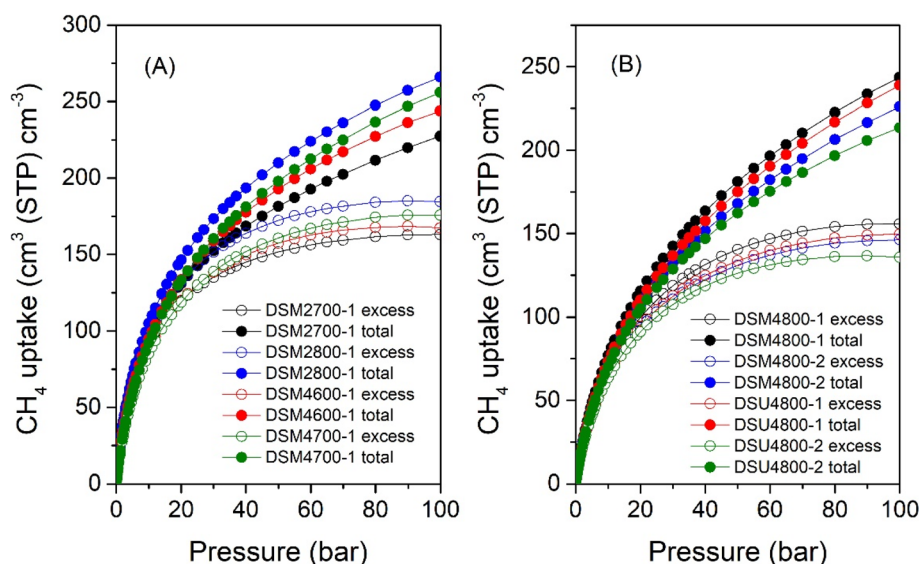 (A)
CH₄ uptake (cm³ (STP) cm⁻³)
300
250
200
150
100
50
0
DSM2700-1 excess
DSM2700-1 total
DSM2800-1 excess
DSM2800-1 total
DSM4600-1 excess
DSM4600-1 total
DSM4700-1 excess
DSM4700-1 total
0 20 40 60 80 100
Pressure (bar)
(B)
CH₄ uptake (cm³ (STP) cm⁻³)
250
200
150
100
50
0
DSM4800-1 excess
DSM4800-1 total
DSM4800-2 excess
DSM4800-2 total
DSU4800-1 excess
DSU4800-1 total
DSU4800-2 excess
DSU4800-2 total
0 20 40 60 80 100
Pressure (bar)